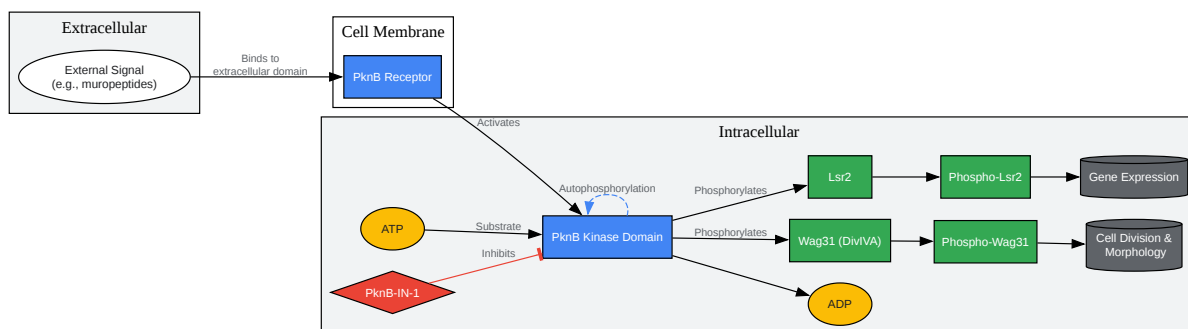 Extracellular
External Signal
(e.g., muropeptides)
Binds to
extracellular domain
Cell Membrane
PknB Receptor
Activates
Intracellular
Autophosphorylation
ATP
Substrate
PknB Kinase Domain
Inhibits
PknB-IN-1
Phosphorylates
Lsr2
Phospho-Lsr2
Gene Expression
Phosphorylates
Wag31 (DivIVA)
Phospho-Wag31
Cell Division &
Morphology
ADP